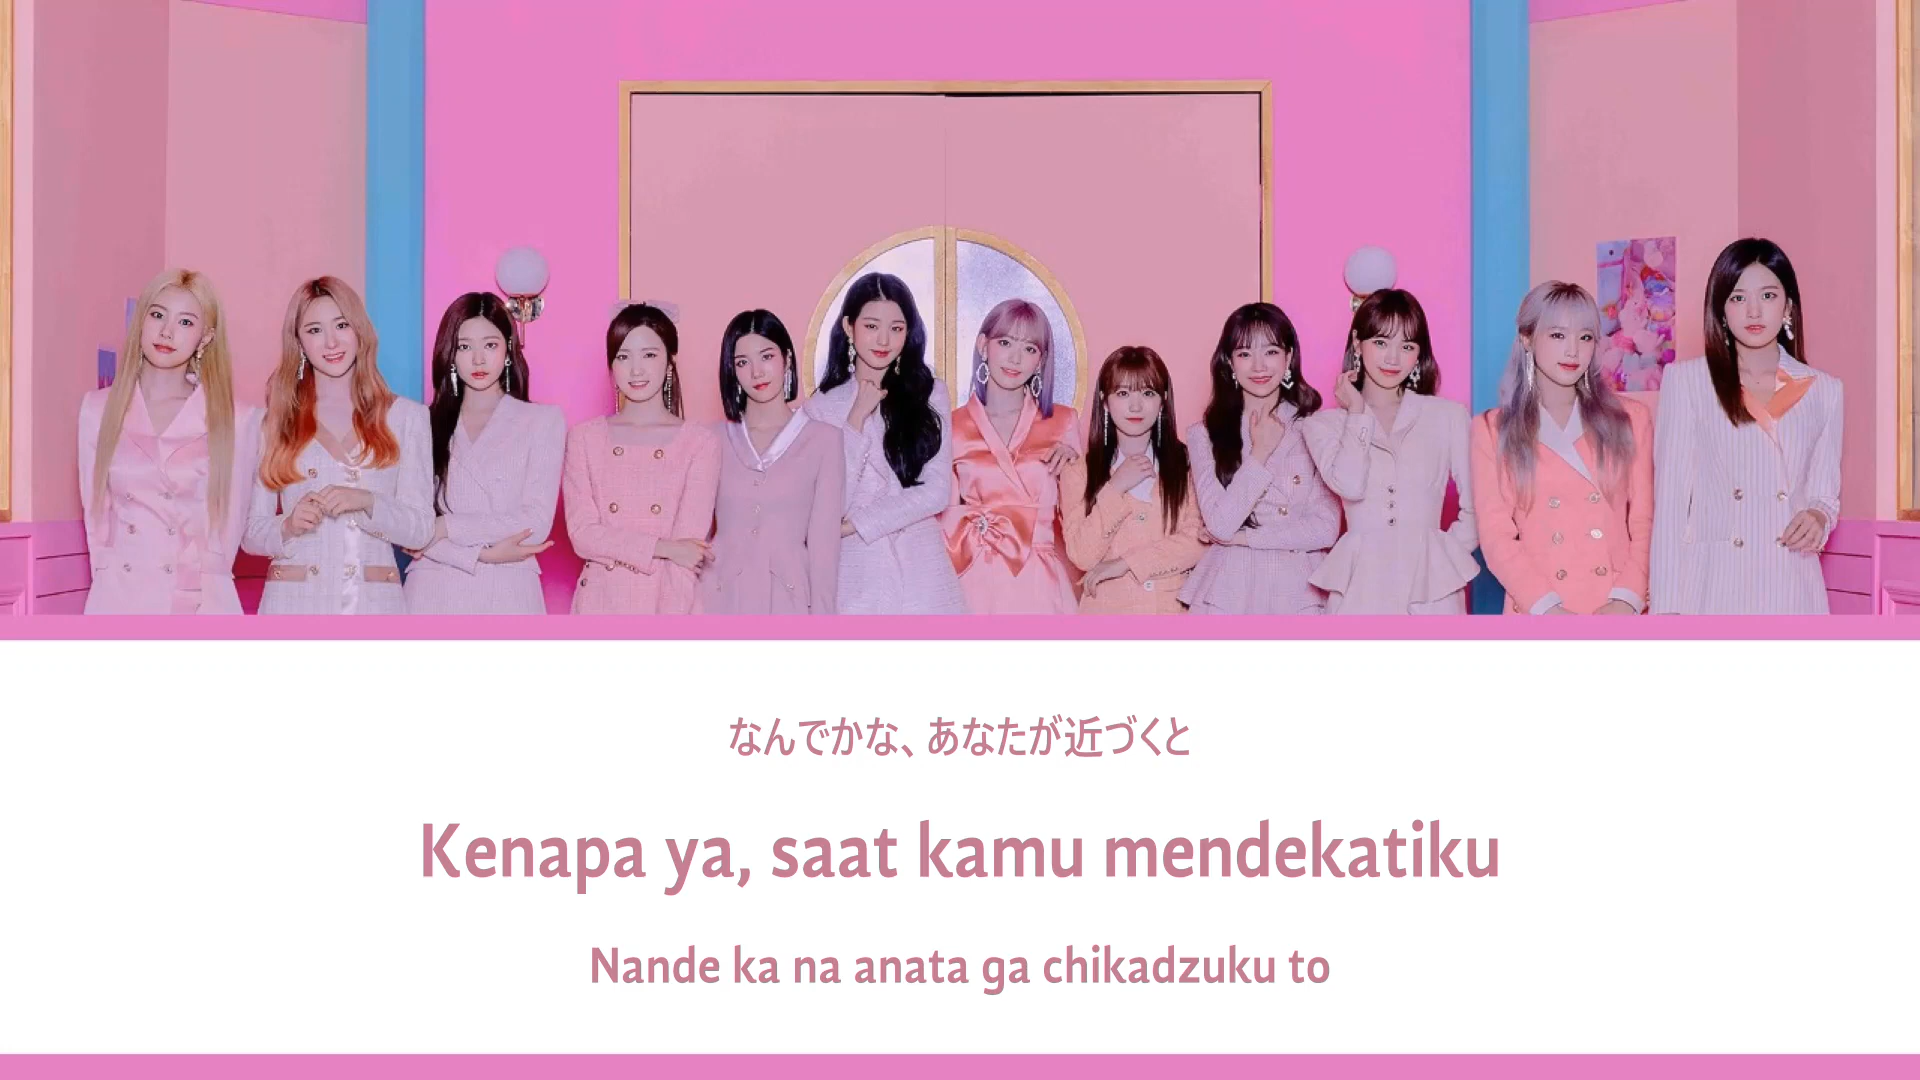 なんでかな、あなたが近づくと
Kenapa ya, saat kamu mendekatiku
Nande ka na anata ga chikadzuku to